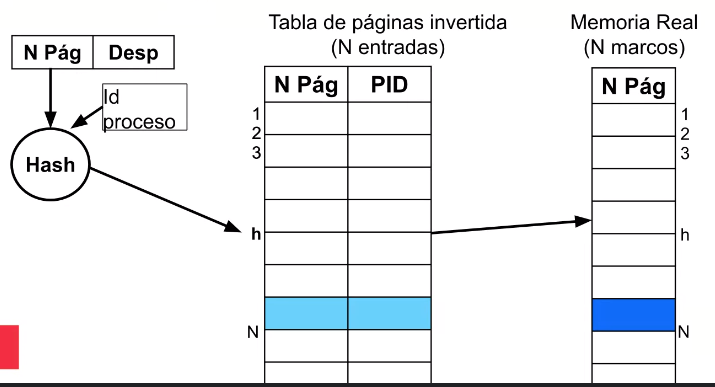 Tabla de páginas invertida
(N entradas)
Memoria Real
(N marcos)
N Pág Desp
Id
proceso
Hash
N Pág PID
1
2
3
h
N
N Pág
1
2
3
h
N